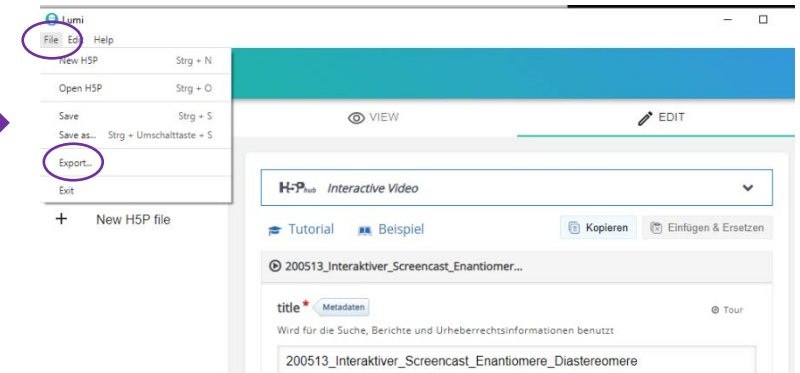 Lumi
File Edit Help
New H5P Strg + N
Open H5P Strg + O
Save Strg + S
Save as... Strg + Umschalttaste + S
Export...
Exit
+ New H5P file
VIEW
EDIT
H5P hub Interactive Video
Tutorial Beispiel Kopieren Einfügen & Ersetzen
200513_Interaktiver_Screencast_Enantiomer...
title * Metadaten Tour
Wird für die Suche, Berichte und Urheberrechtsinformationen benutzt
200513_Interaktiver_Screencast_Enantiomere_Diastereomere